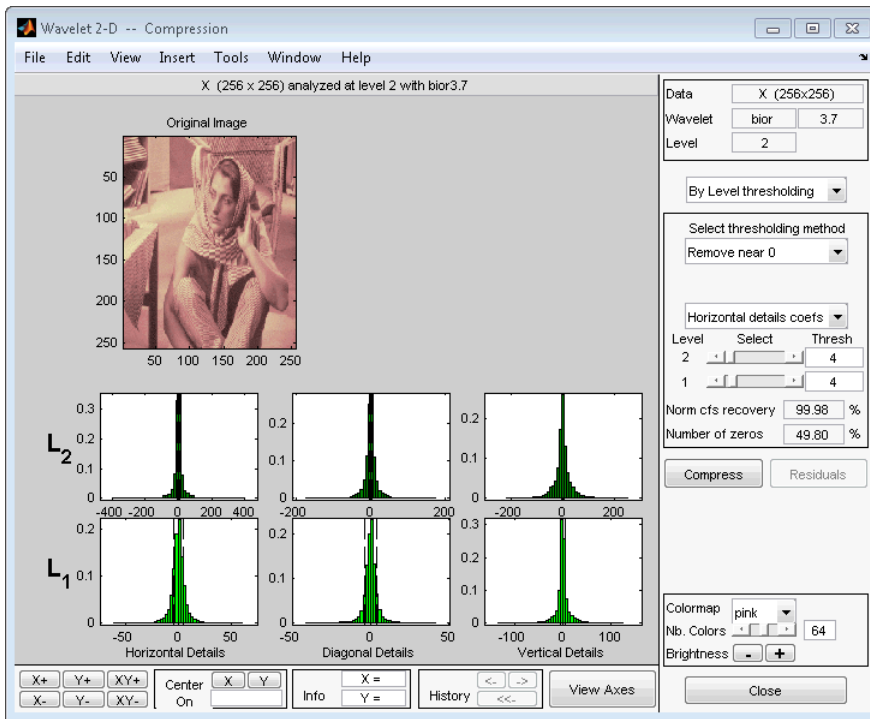 Wavelet 2-D -- Compression
File Edit View Insert Tools Window Help
X (256 x 256) analyzed at level 2 with bior3.7
Original Image
50
100
150
200
250
50 100 150 200 250
L2
0.3
0.2
0.1
0
-400 -200 0 200 400
0.2
0.1
0
-200 0 200
0.2
0.1
0
-200 0 200
L1
0.2
0.1
0
-50 0 50
Horizontal Details
0.2
0.1
0
-50 0 50
Diagonal Details
0.3
0.2
0.1
0
-100 0 100
Vertical Details
Data X (256x256)
Wavelet bior 3.7
Level 2
By Level thresholding
Select thresholding method
Remove near 0
Horizontal details coefs
Level Select Thresh
2 4
1 4
Norm cfs recovery 99.98 %
Number of zeros 49.80 %
Compress Residuals
Colormap pink
Nb. Colors 64
Brightness - +
X+ Y+ XY+
X- Y- XY-
Center On X Y
Info X =
Y =
History <- ->
<<-
View Axes
Close